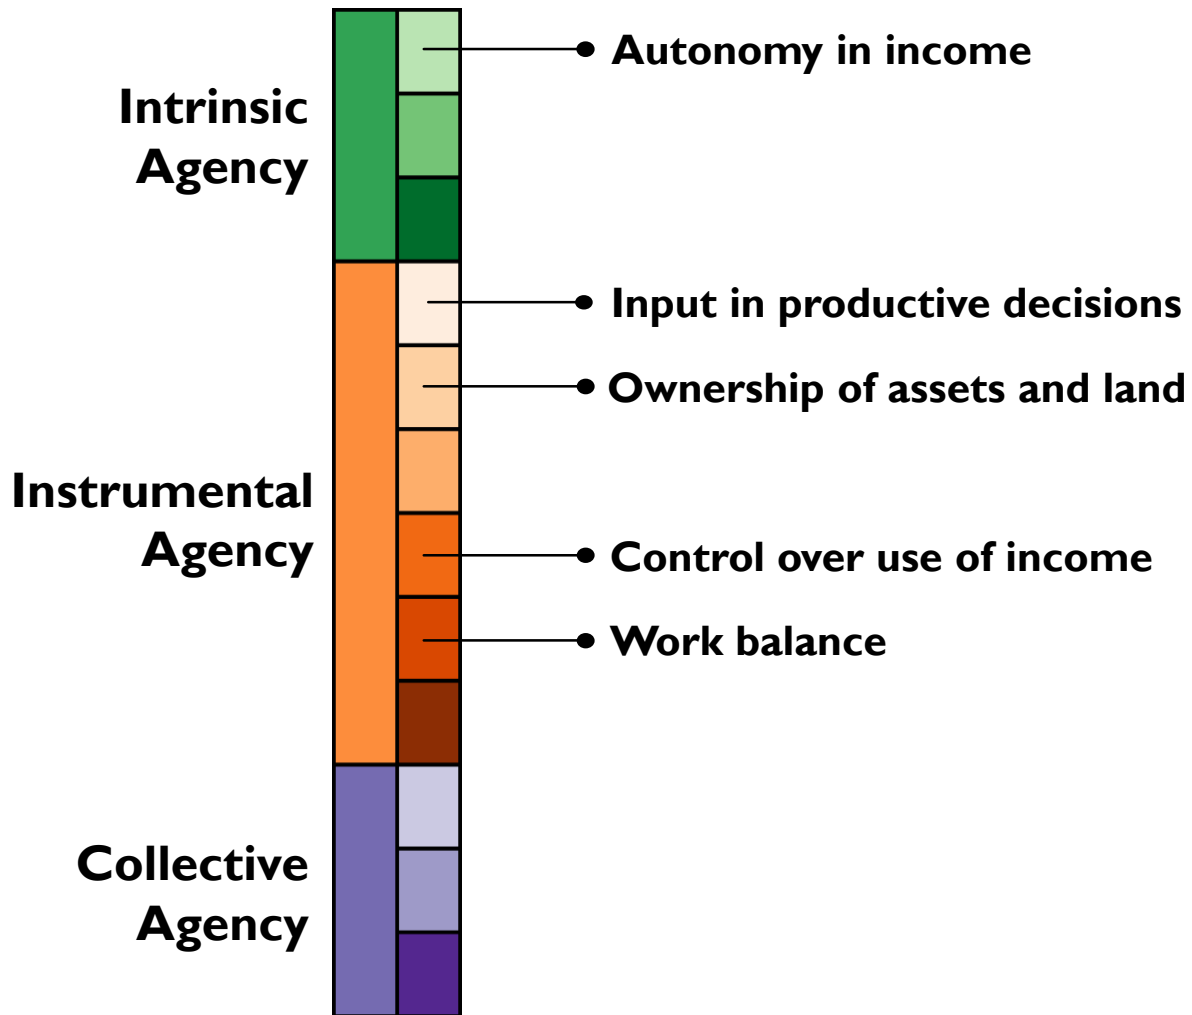 Autonomy in income
Intrinsic
Agency
Input in productive decisions
Ownership of assets and land
Instrumental
Agency
Control over use of income
Work balance
Collective
Agency